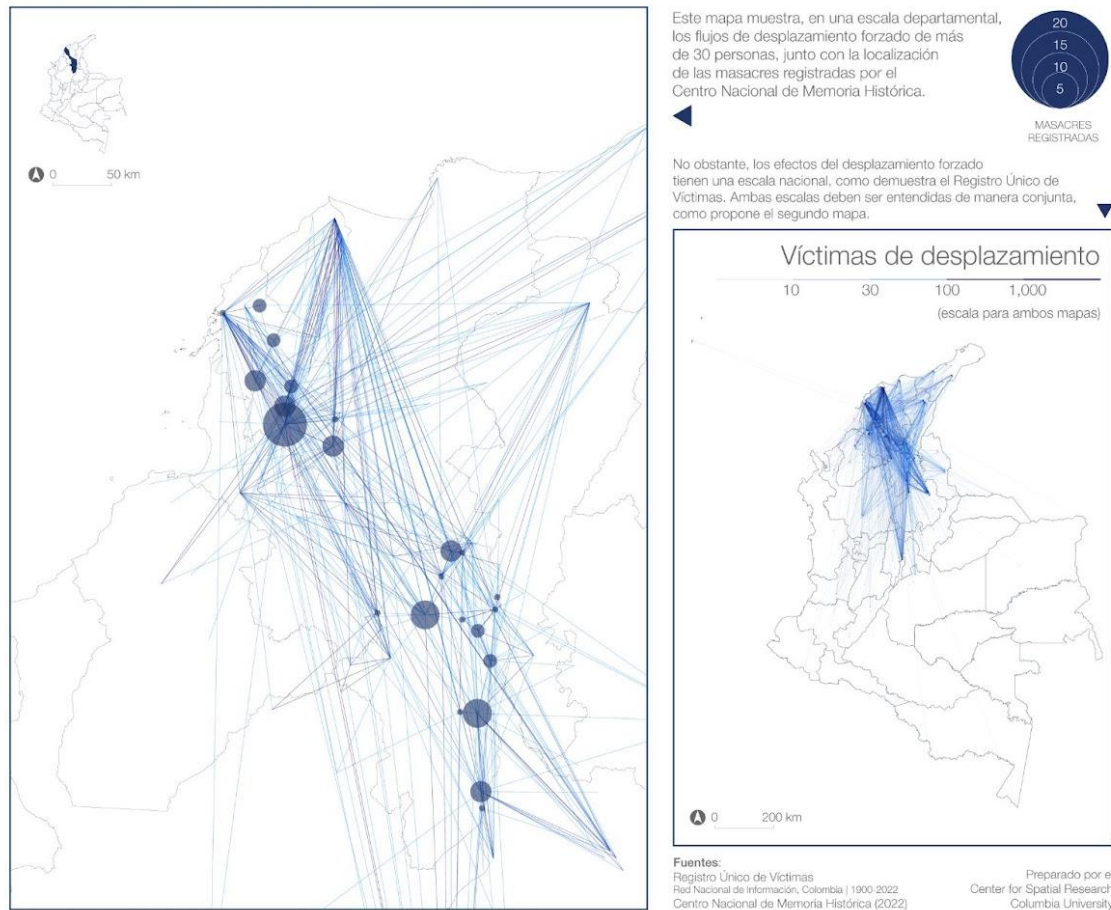 Este mapa muestra, en una escala departamental,
los flujos de desplazamiento forzado de más
de 30 personas, junto con la localización
de las masacres registradas por el
Centro Nacional de Memoria Histórica.
20
15
10
5
MASACRES
REGISTRADAS
0 50 km
No obstante, los efectos del desplazamiento forzado
tienen una escala nacional, como demuestra el Registro Único de
Víctimas. Ambas escalas deben ser entendidas de manera conjunta,
como propone el segundo mapa.
Víctimas de desplazamiento
10 30 100 1,000
(escala para ambos mapas)
0 200 km
Fuentes:
Registro Único de Víctimas
Red Nacional de Información, Colombia | 1900-2022
Centro Nacional de Memoria Histórica (2022)
Preparado por e
Center for Spatial Research
Columbia University